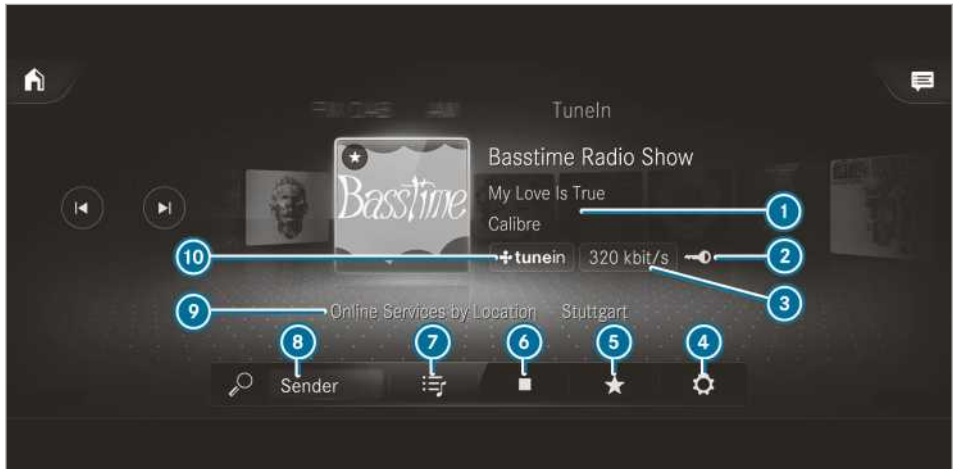 TuneIn
Basstime Radio Show
Basstime
My Love Is True
1
Calibre
10
tunein
320 kbit/s
2
3
9
Online Services by Location Stuttgart
8
7
6
5
4
Sender